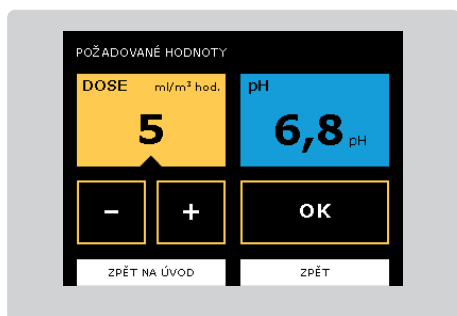 POŽADOVANÉ HODNOTY
DOSE ml/m³ hod.
5
pH
6,8 pH
– + OK
ZPĚT NA ÚVOD ZPĚT